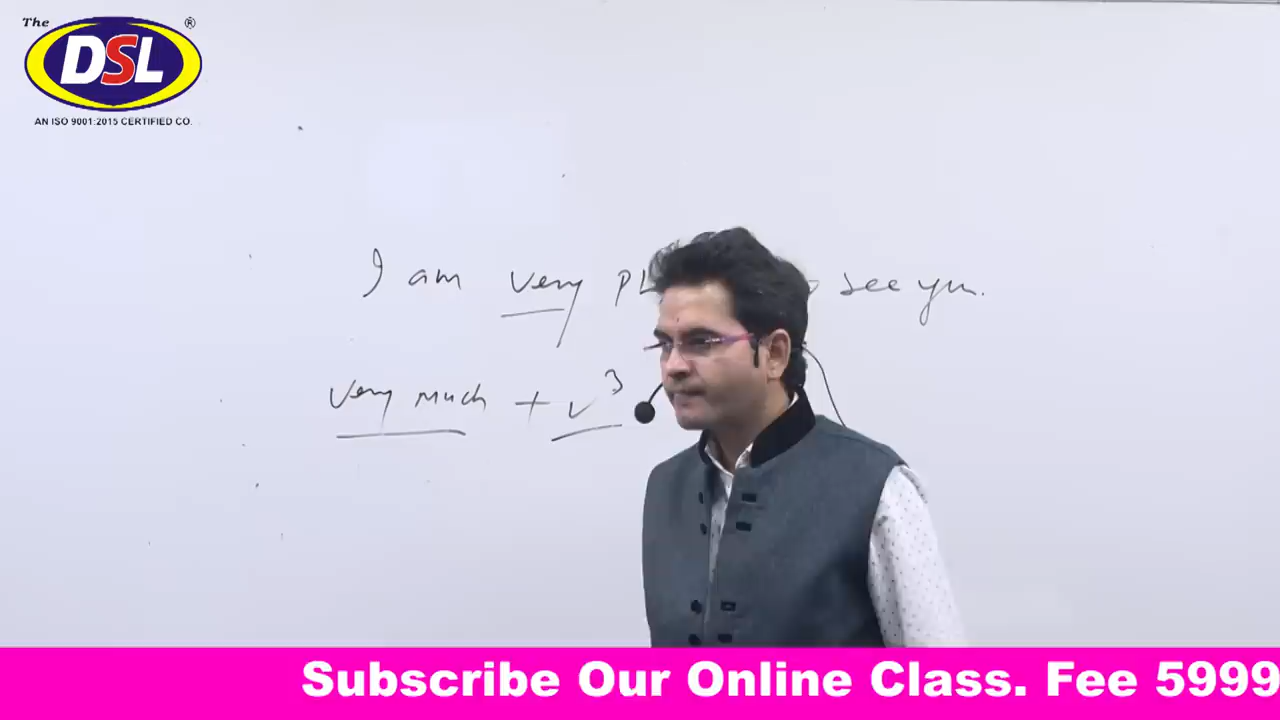 The
DSL
®
AN ISO 9001:2015 CERTIFIED CO.
I am very pl see you.
very much + v³
Subscribe Our Online Class. Fee 5999